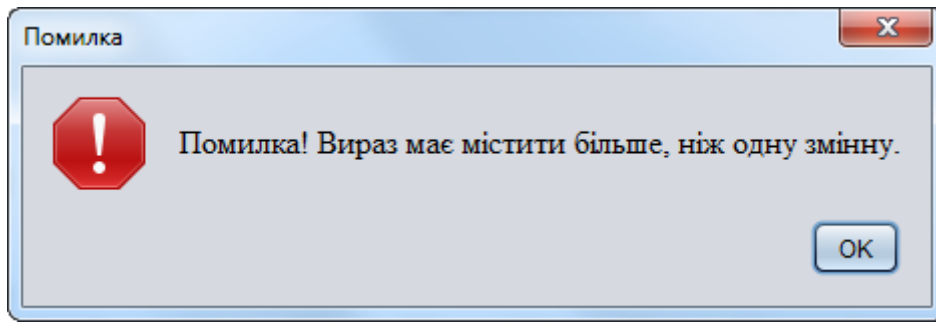 Помилка
Помилка! Вираз має містити більше, ніж одну змінну.
OK